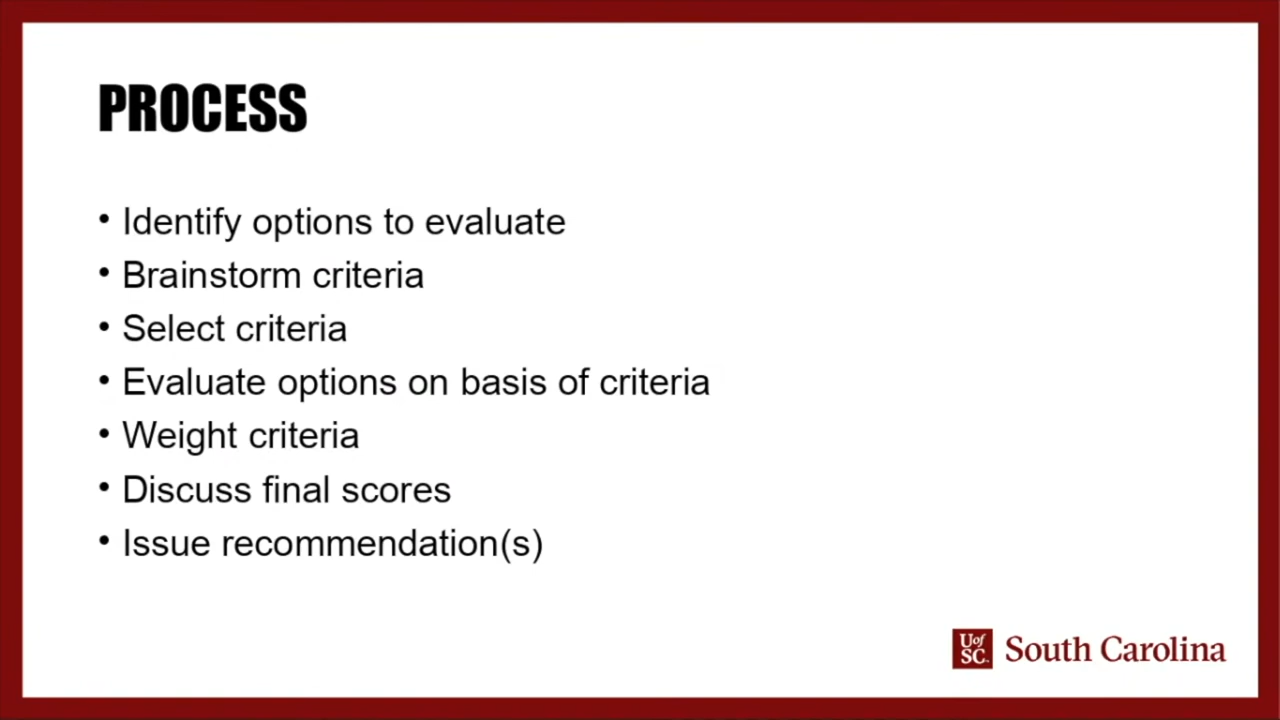 PROCESS
• Identify options to evaluate
• Brainstorm criteria
• Select criteria
• Evaluate options on basis of criteria
• Weight criteria
• Discuss final scores
• Issue recommendation(s)
Uof
SC.
South Carolina